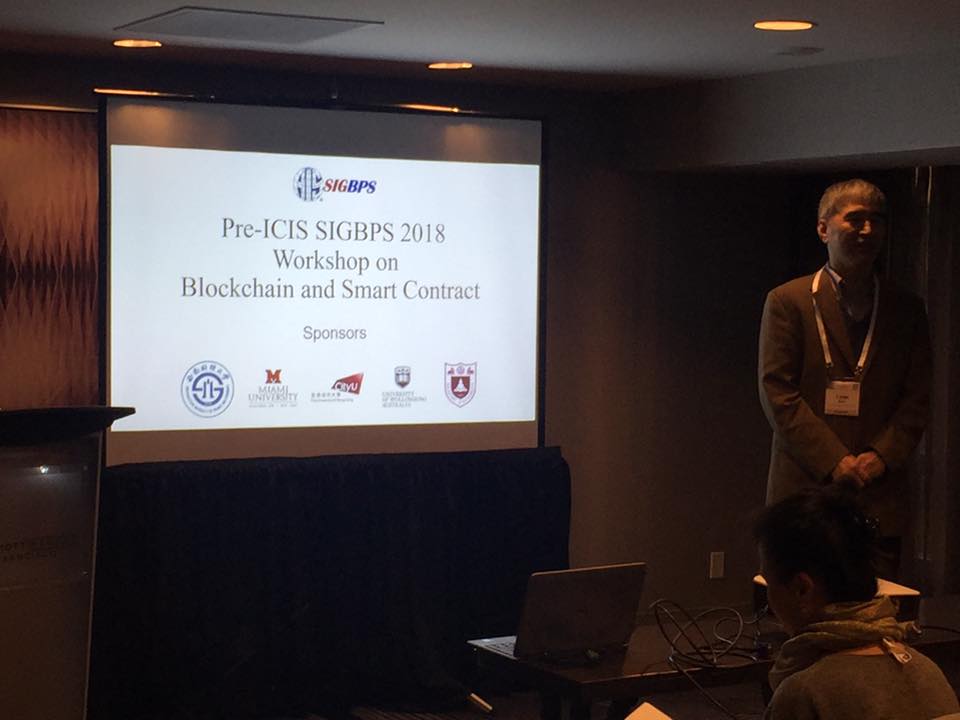 SIGBPS
Pre-ICIS SIGBPS 2018
Workshop on
Blockchain and Smart Contract
Sponsors
MIAMI
UNIVERSITY
CityU
UNIVERSITY
OF WOLLONGONG
AUSTRALIA